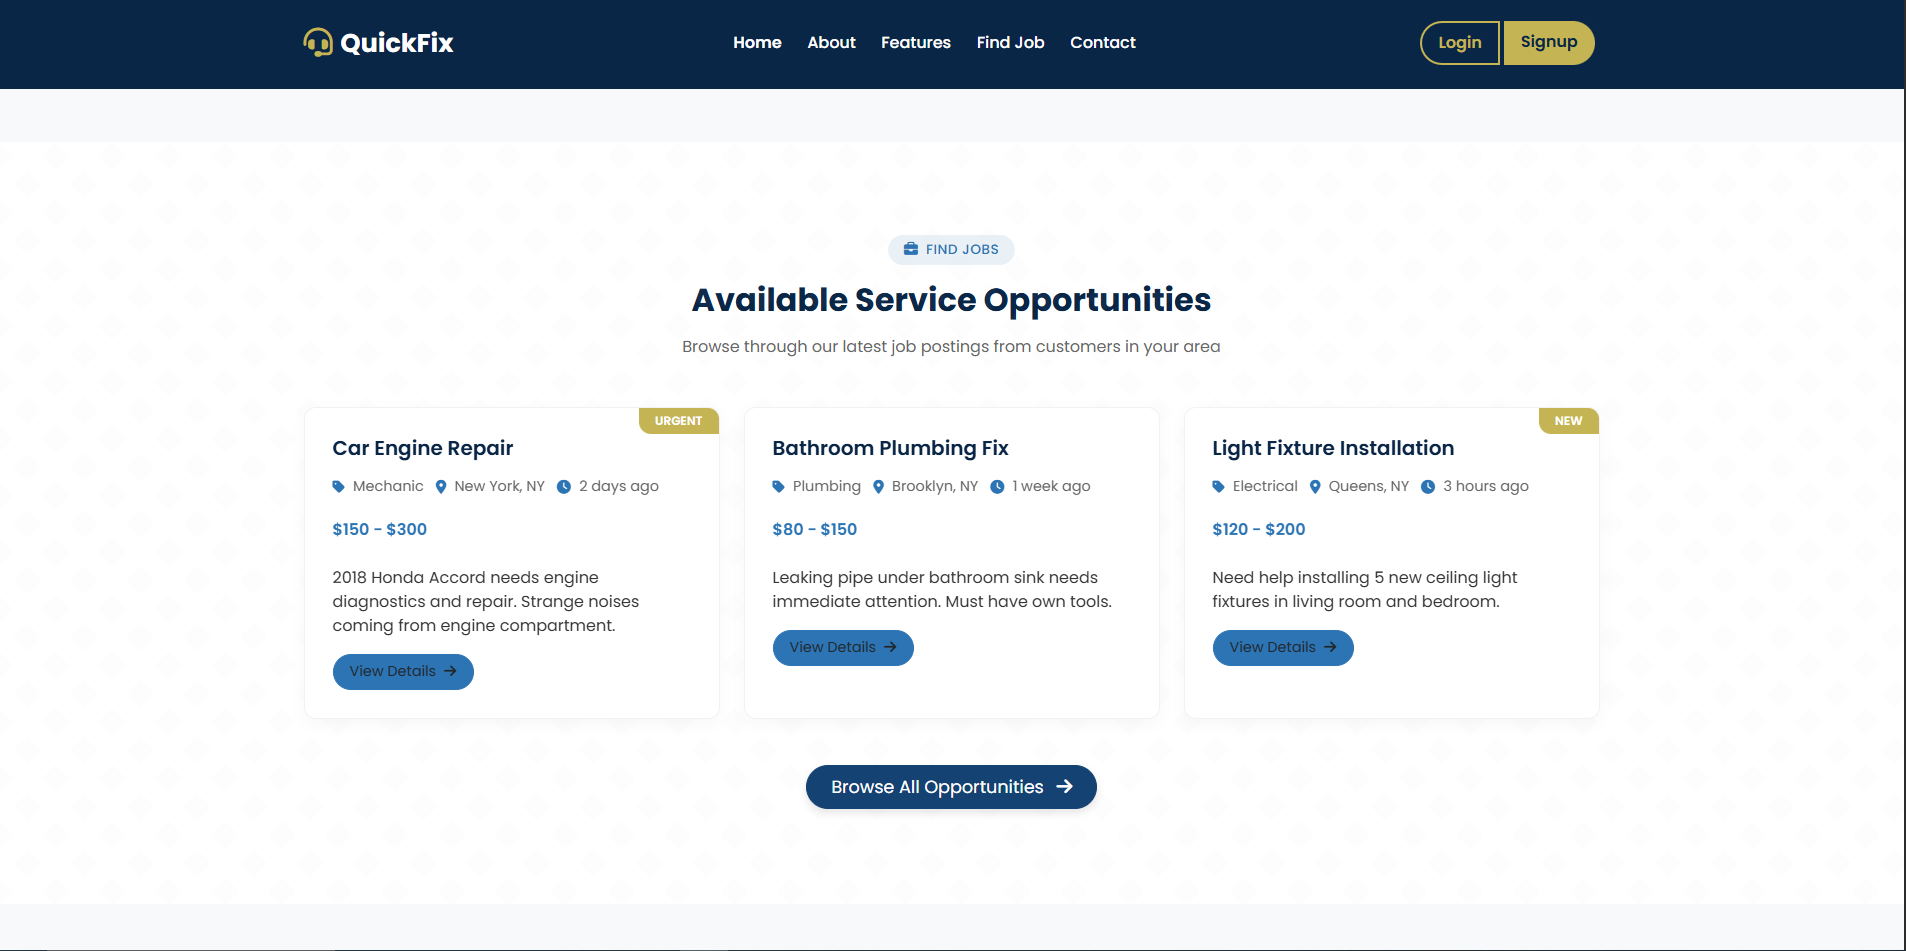 QuickFix
Home About Features Find Job Contact
Login Signup
FIND JOBS
Available Service Opportunities
Browse through our latest job postings from customers in your area
URGENT
Car Engine Repair
Mechanic New York, NY 2 days ago
$150 - $300
2018 Honda Accord needs engine
diagnostics and repair. Strange noises
coming from engine compartment.
View Details
Bathroom Plumbing Fix
Plumbing Brooklyn, NY 1 week ago
$80 - $150
Leaking pipe under bathroom sink needs
immediate attention. Must have own tools.
View Details
NEW
Light Fixture Installation
Electrical Queens, NY 3 hours ago
$120 - $200
Need help installing 5 new ceiling light
fixtures in living room and bedroom.
View Details
Browse All Opportunities